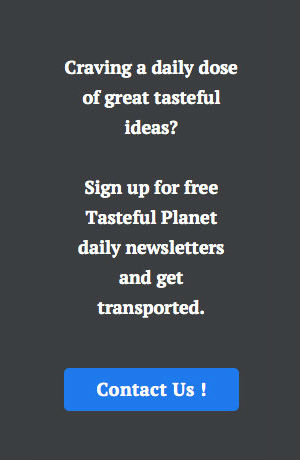 Craving a daily dose
of great tasteful
ideas?
Sign up for free
Tasteful Planet
daily newsletters
and get
transported.
Contact Us !